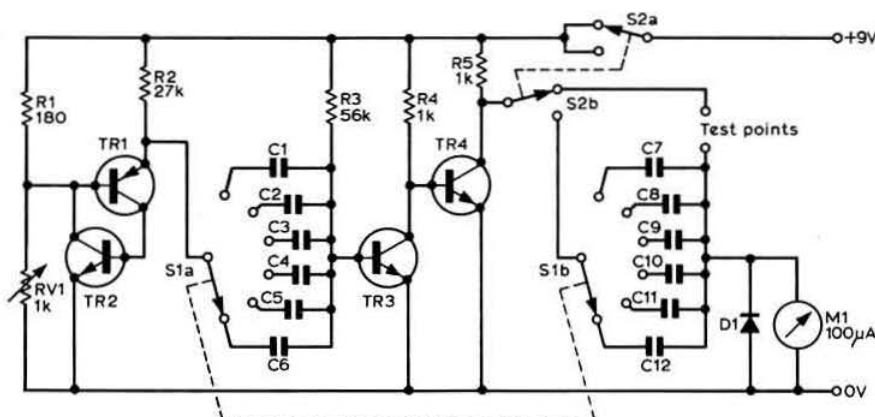 S2a
+9V
R1
180
R2
27k
R3
56k
R4
1k
R5
1k
S2b
Test points
TR1
TR2
TR3
TR4
RV1
1k
S1a
C1
C2
C3
C4
C5
C6
S1b
C7
C8
C9
C10
C11
C12
D1
M1
100µA
0V